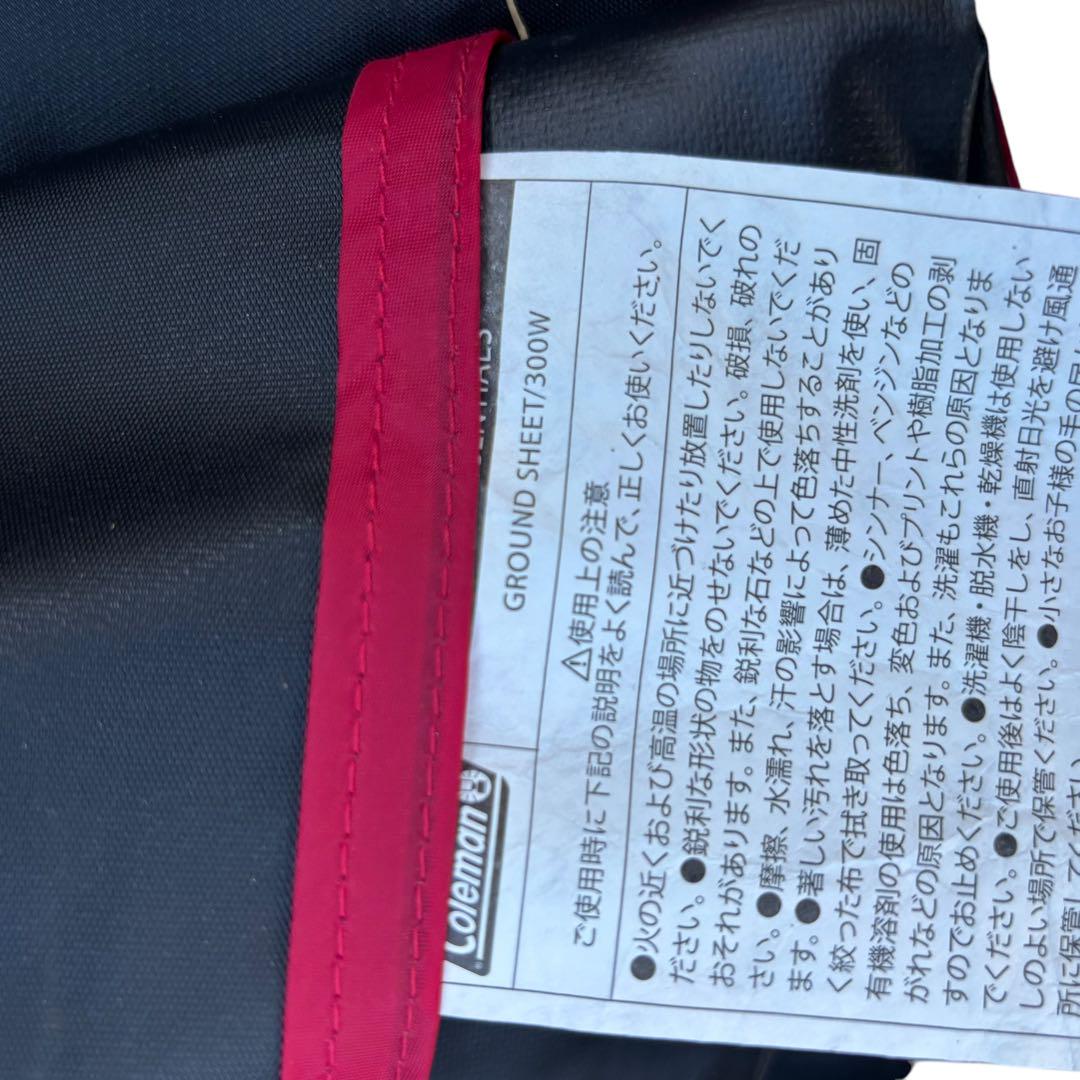 Coleman
GROUND SHEET/300W
⚠使用上の注意
ご使用時に下記の説明をよく読んで、正しくお使いください。
●火の近くおよび高温の場所に近づけたり放置したりしないでく
ださい。●鋭利な形状の物をのせないでください。破損、破れの
おそれがあります。また、鋭利な石などの上で使用しないでくだ
さい。●摩擦、水濡れ、汗の影響によって色落ちすることがあり
ます。●著しい汚れを落とす場合は、薄めた中性洗剤を使い、固
く絞った布で拭き取ってください。●シンナー、ベンジンなどの
有機溶剤の使用は色落ち、変色およびプリントや樹脂加工の剥
がれなどの原因となります。また、洗濯もこれらの原因となりま
すのでお止めください。●洗濯機・脱水機・乾燥機は使用しない
でください。●ご使用後はよく陰干しをし、直射日光を避け風通
しのよい場所で保管ください。●小さなお子様の手の届
所に保管してください。